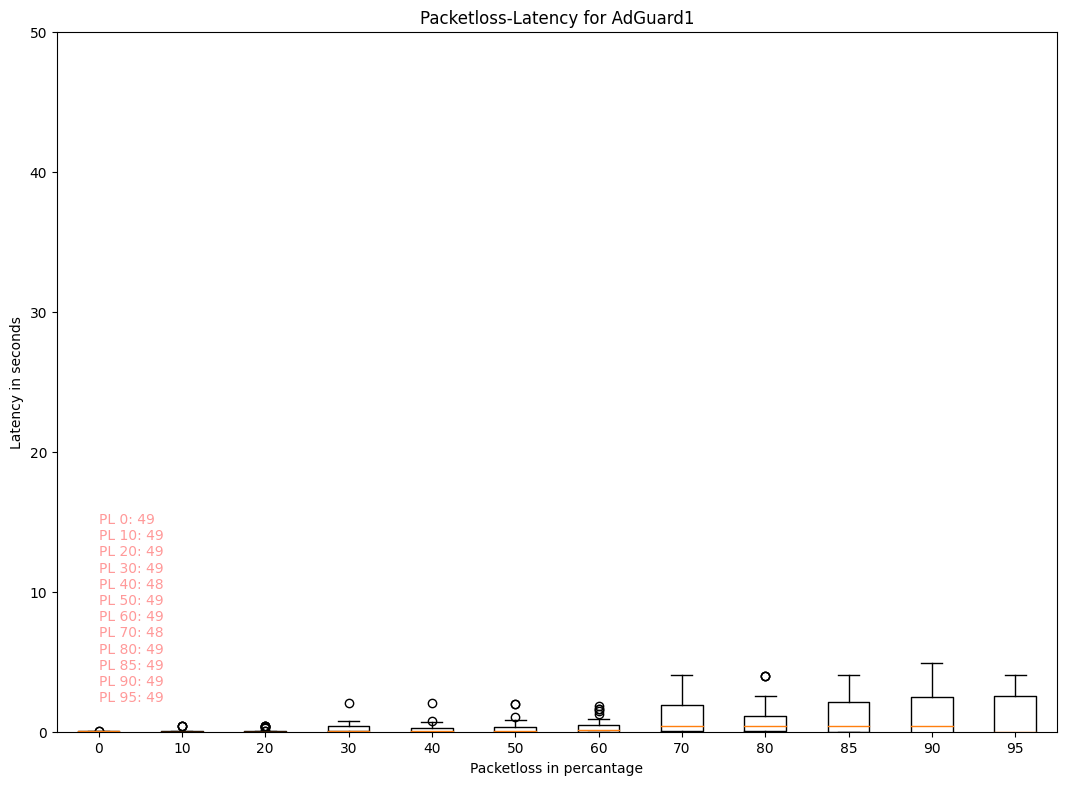 Packetloss-Latency for AdGuard1
50
40
30
20
10
0
Latency in seconds
PL 0: 49
PL 10: 49
PL 20: 49
PL 30: 49
PL 40: 48
PL 50: 49
PL 60: 49
PL 70: 48
PL 80: 49
PL 85: 49
PL 90: 49
PL 95: 49
0 10 20 30 40 50 60 70 80 85 90 95
Packetloss in percantage